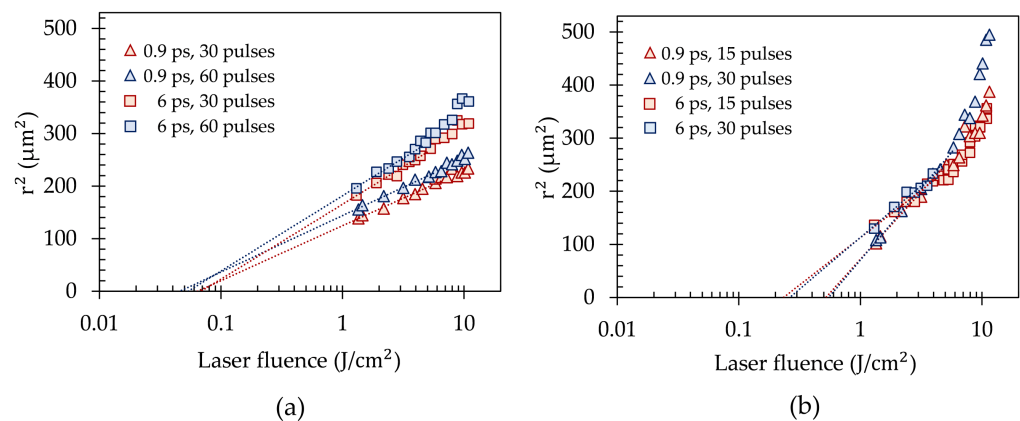 500
400
300
200
100
0
r² (µm²)
0.9 ps, 30 pulses
0.9 ps, 60 pulses
6 ps, 30 pulses
6 ps, 60 pulses
0.01
0.1
1
10
Laser fluence (J/cm²)
(a)
500
400
300
200
100
0
r² (µm²)
0.9 ps, 15 pulses
0.9 ps, 30 pulses
6 ps, 15 pulses
6 ps, 30 pulses
0.01
0.1
1
10
Laser fluence (J/cm²)
(b)